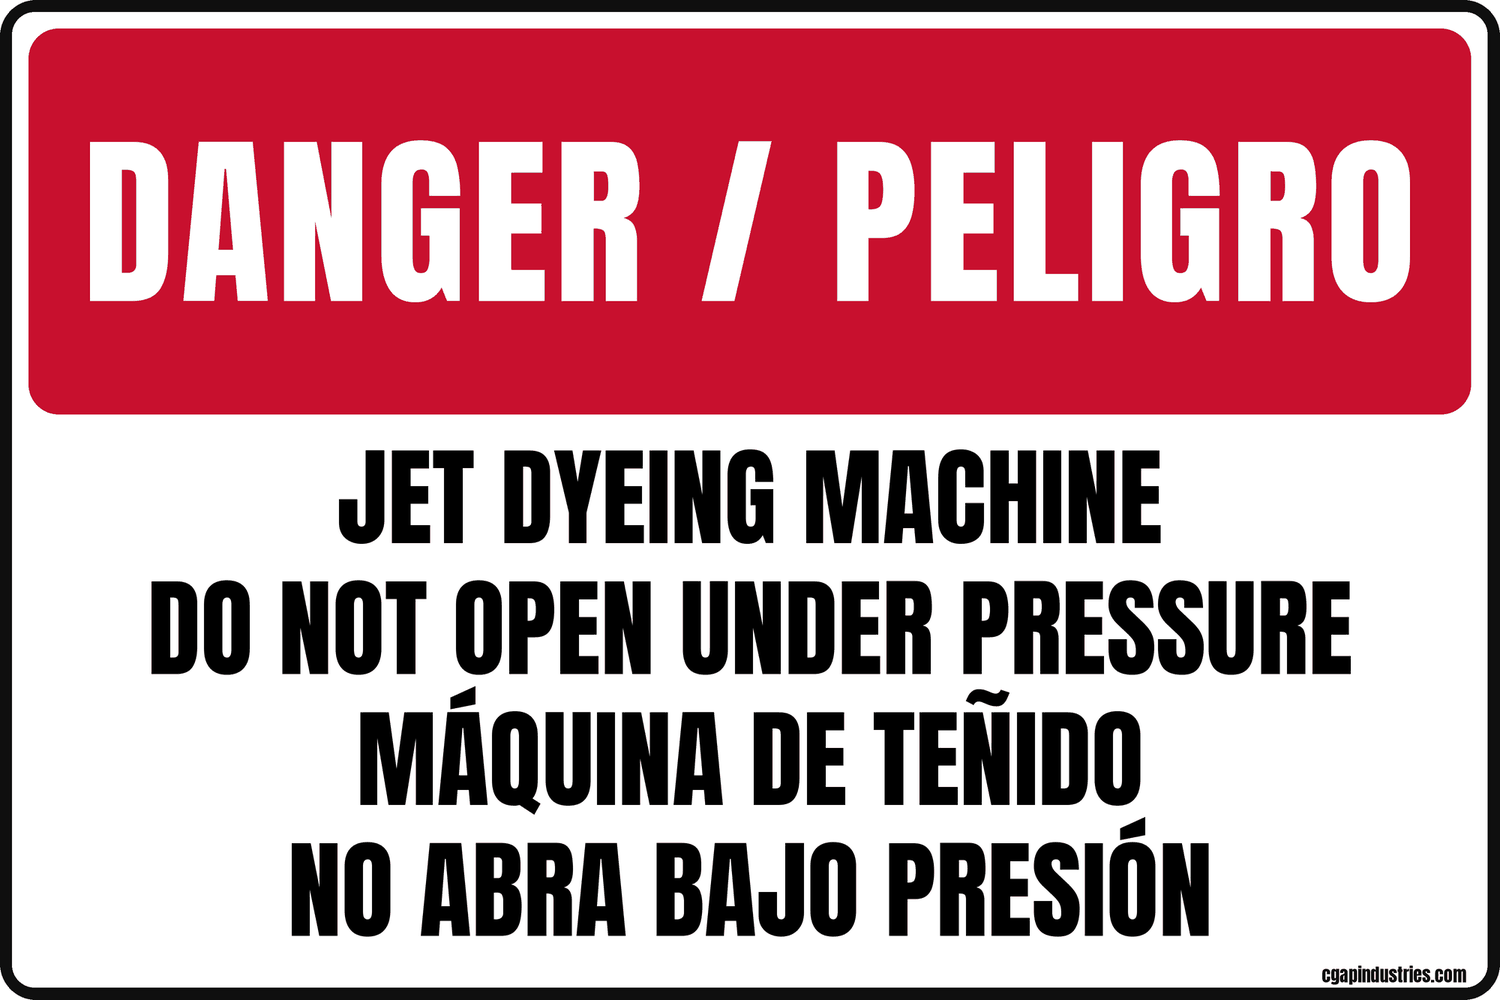 DANGER / PELIGRO
JET DYEING MACHINE
DO NOT OPEN UNDER PRESSURE
MÁQUINA DE TEÑIDO
NO ABRA BAJO PRESIÓN
cgapindustries.com